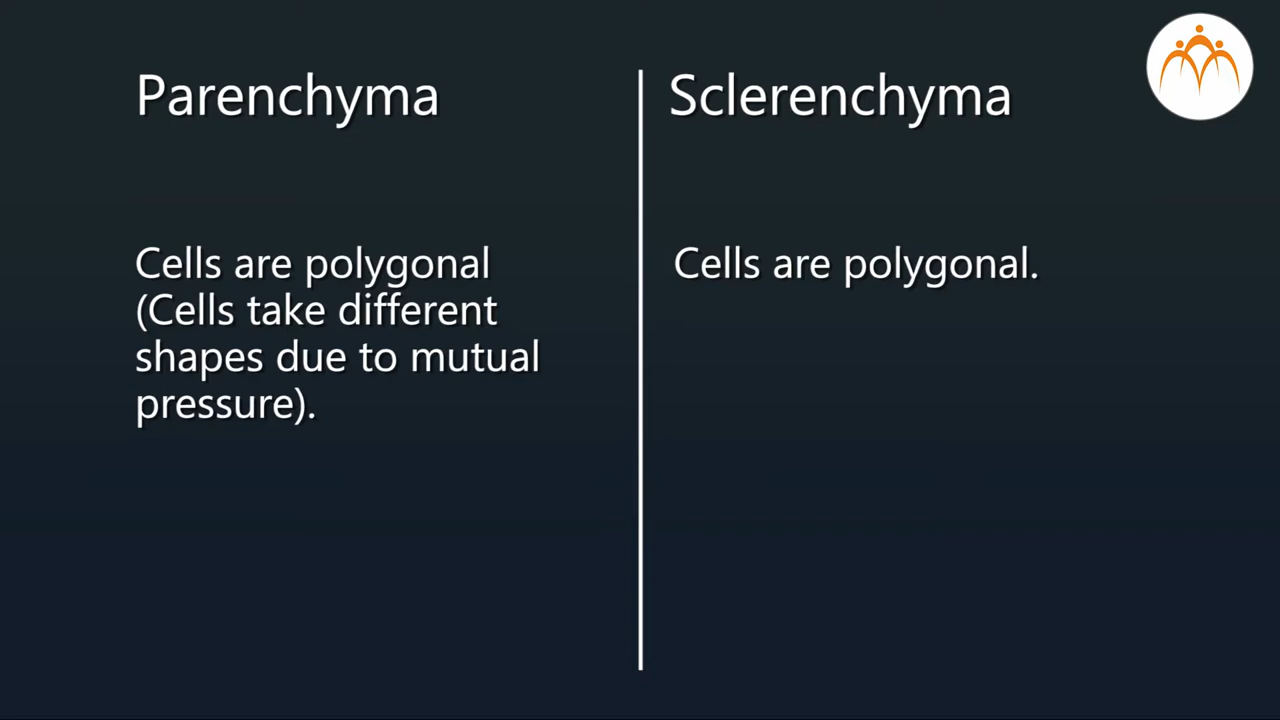 Parenchyma
Cells are polygonal
(Cells take different
shapes due to mutual
pressure).
Sclerenchyma
Cells are polygonal.